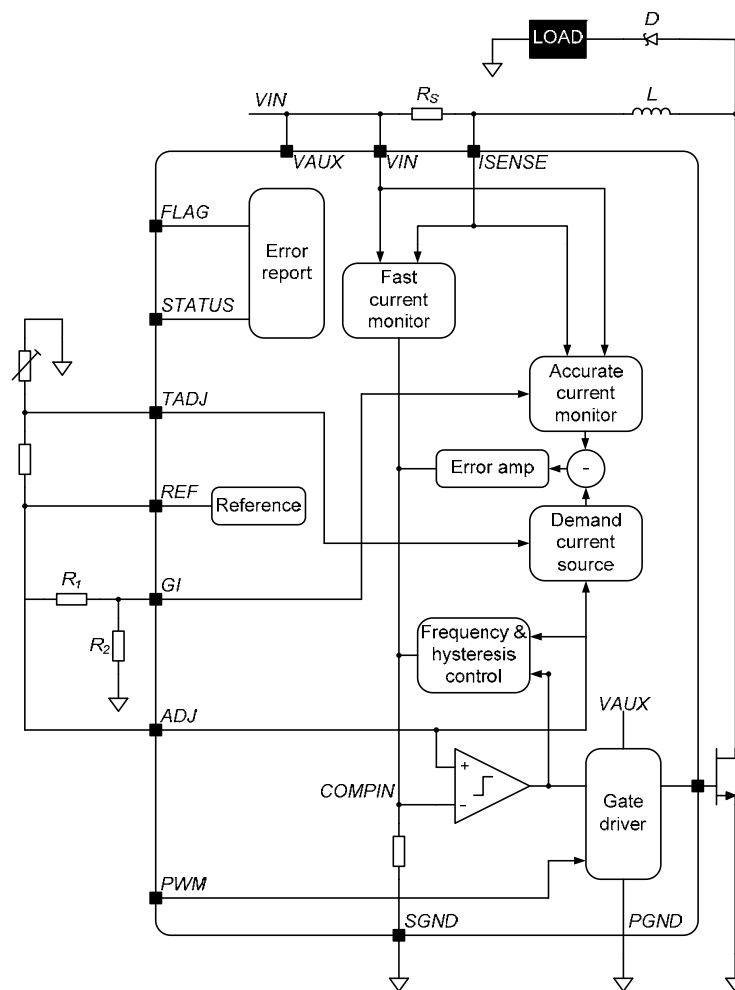 D
LOAD
VIN
RS
L
VAUX
VIN
ISENSE
FLAG
Error
report
Fast
current
monitor
STATUS
Accurate
current
monitor
TADJ
Error amp
-
REF
Reference
Demand
current
source
R1
GI
R2
Frequency &
hysteresis
control
ADJ
VAUX
+
COMPIN
–
Gate
driver
PWM
SGND
PGND